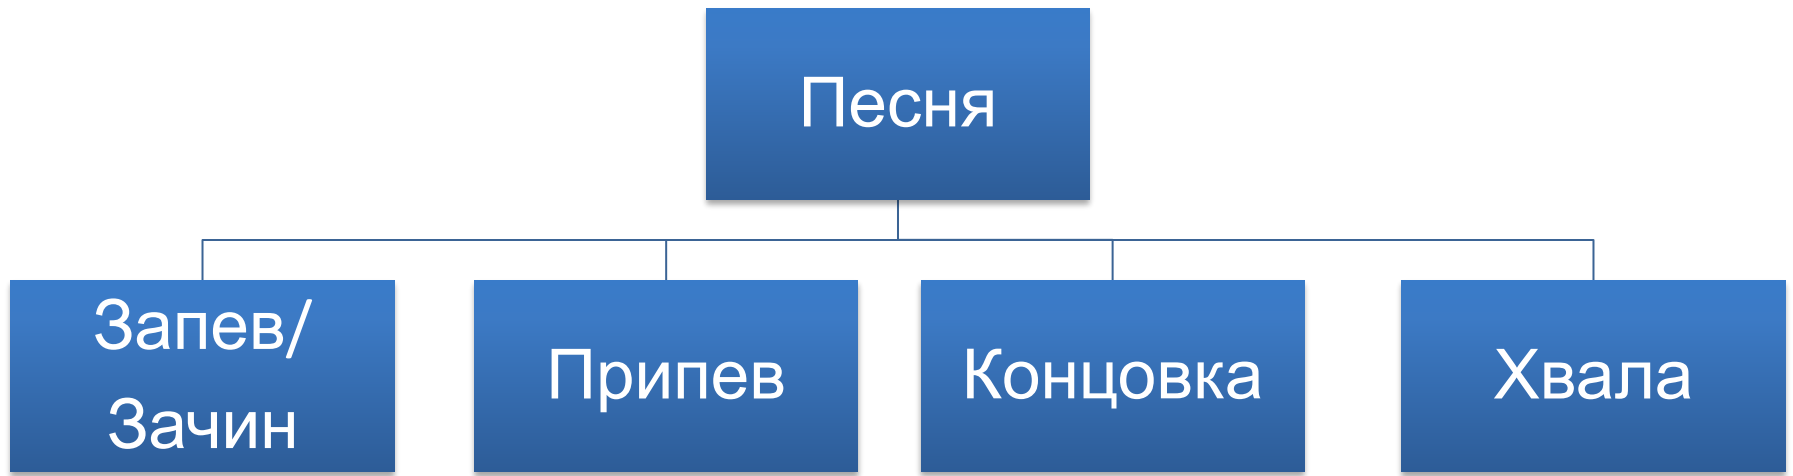 Песня
Запев/
Зачин
Припев
Концовка
Хвала